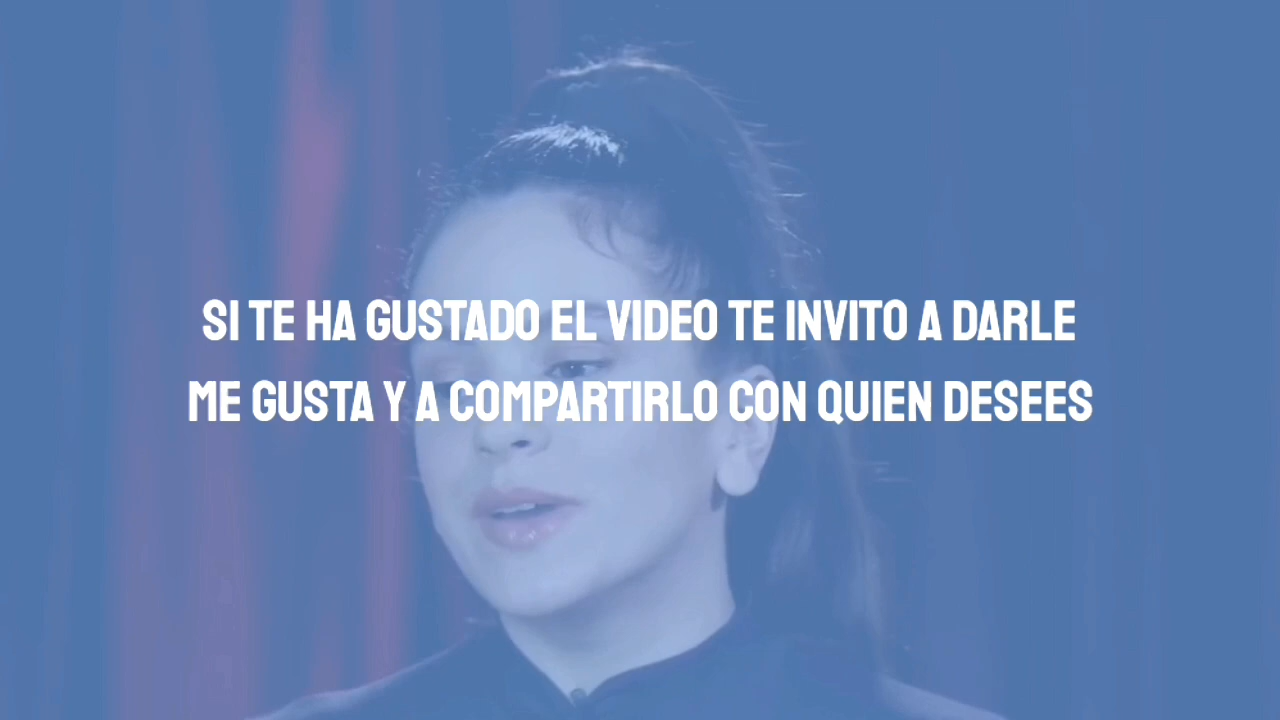 SI TE HA GUSTADO EL VIDEO TE INVITO A DARLE
ME GUSTA Y A COMPARTIRLO CON QUIEN DESEES